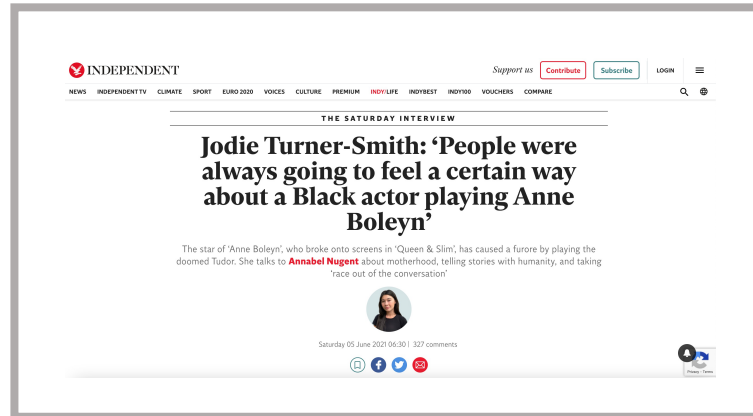 INDEPENDENT
Support us Contribute Subscribe LOGIN
NEWS INDEPENDENT TV CLIMATE SPORT EURO 2020 VOICES CULTURE PREMIUM INDY/LIFE INDYBEST INDY100 VOUCHERS COMPARE
THE SATURDAY INTERVIEW
Jodie Turner-Smith: ‘People were
always going to feel a certain way
about a Black actor playing Anne
Boleyn’
The star of ‘Anne Boleyn’, who broke onto screens in ‘Queen & Slim’, has caused a furore by playing the
doomed Tudor. She talks to Annabel Nugent about motherhood, telling stories with humanity, and taking
‘race out of the conversation’
Saturday 05 June 2021 06:30 | 327 comments
Privacy - Terms